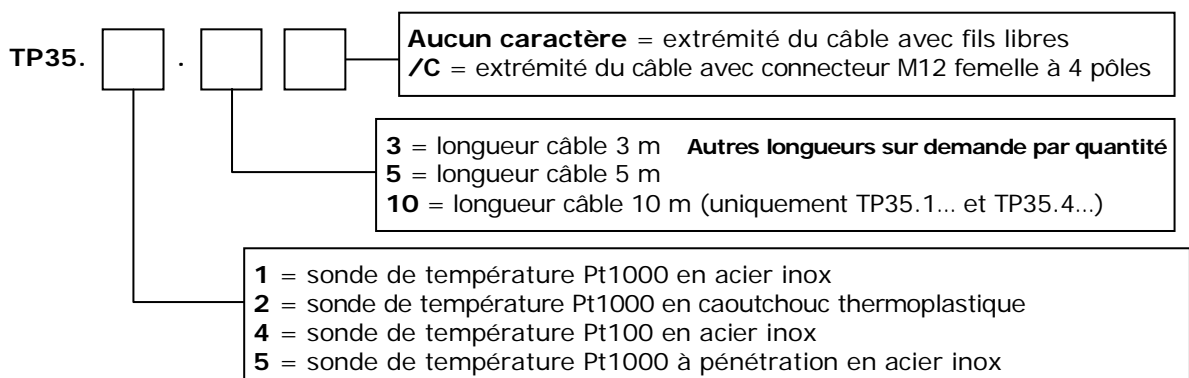 TP35. .
Aucun caractère = extrémité du câble avec fils libres
/C = extrémité du câble avec connecteur M12 femelle à 4 pôles
3 = longueur câble 3 m Autres longueurs sur demande par quantité
5 = longueur câble 5 m
10 = longueur câble 10 m (uniquement TP35.1... et TP35.4...)
1 = sonde de température Pt1000 en acier inox
2 = sonde de température Pt1000 en caoutchouc thermoplastique
4 = sonde de température Pt100 en acier inox
5 = sonde de température Pt1000 à pénétration en acier inox